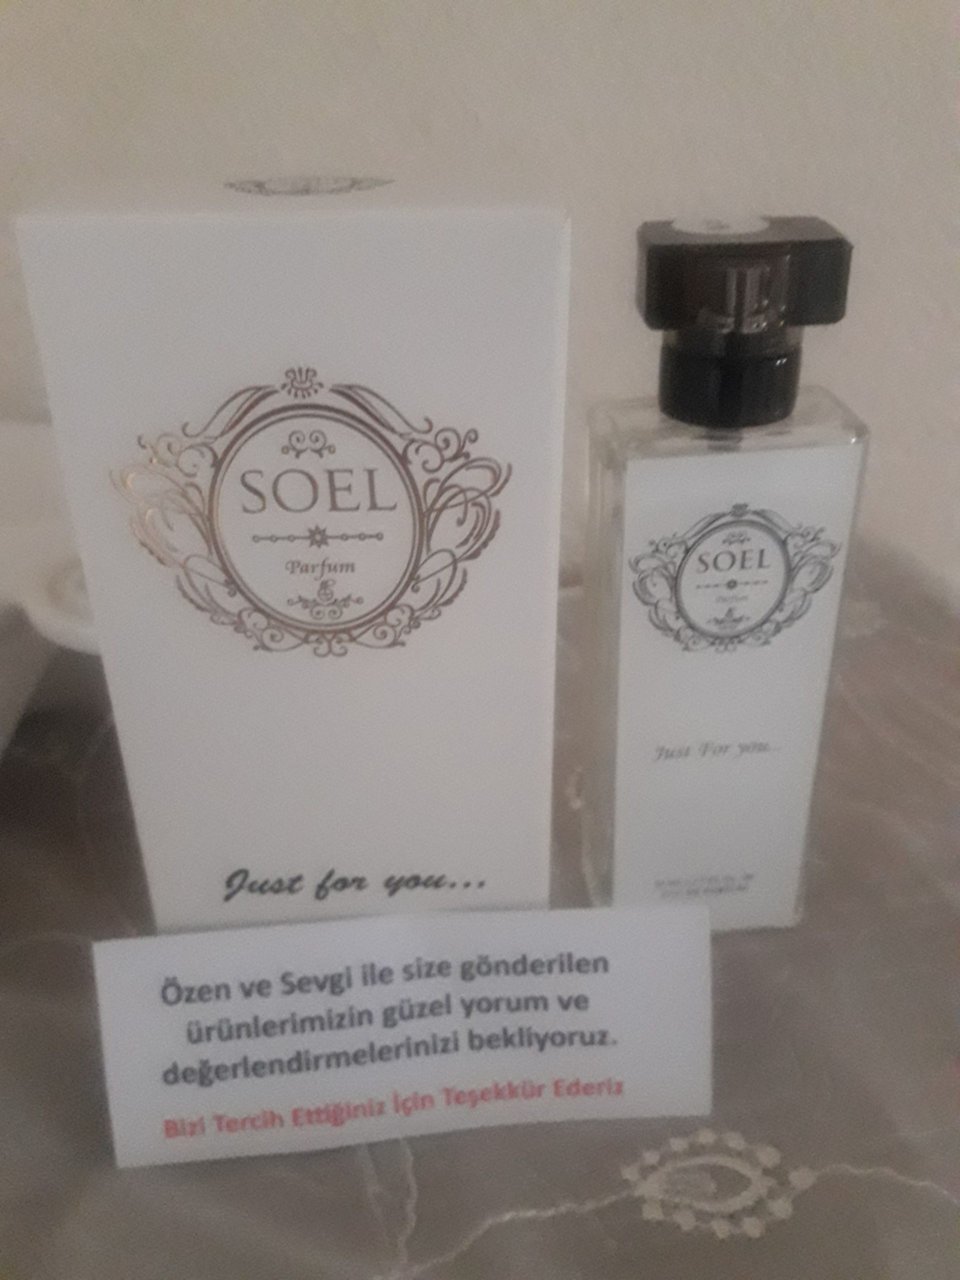 SOEL
Parfum
Just for you...
SOEL
Parfum
Just For you...
Özen ve Sevgi ile size gönderilen
ürünlerimizin güzel yorum ve
değerlendirmelerinizi bekliyoruz.
Bizi Tercih Ettiğiniz İçin Teşekkür Ederiz